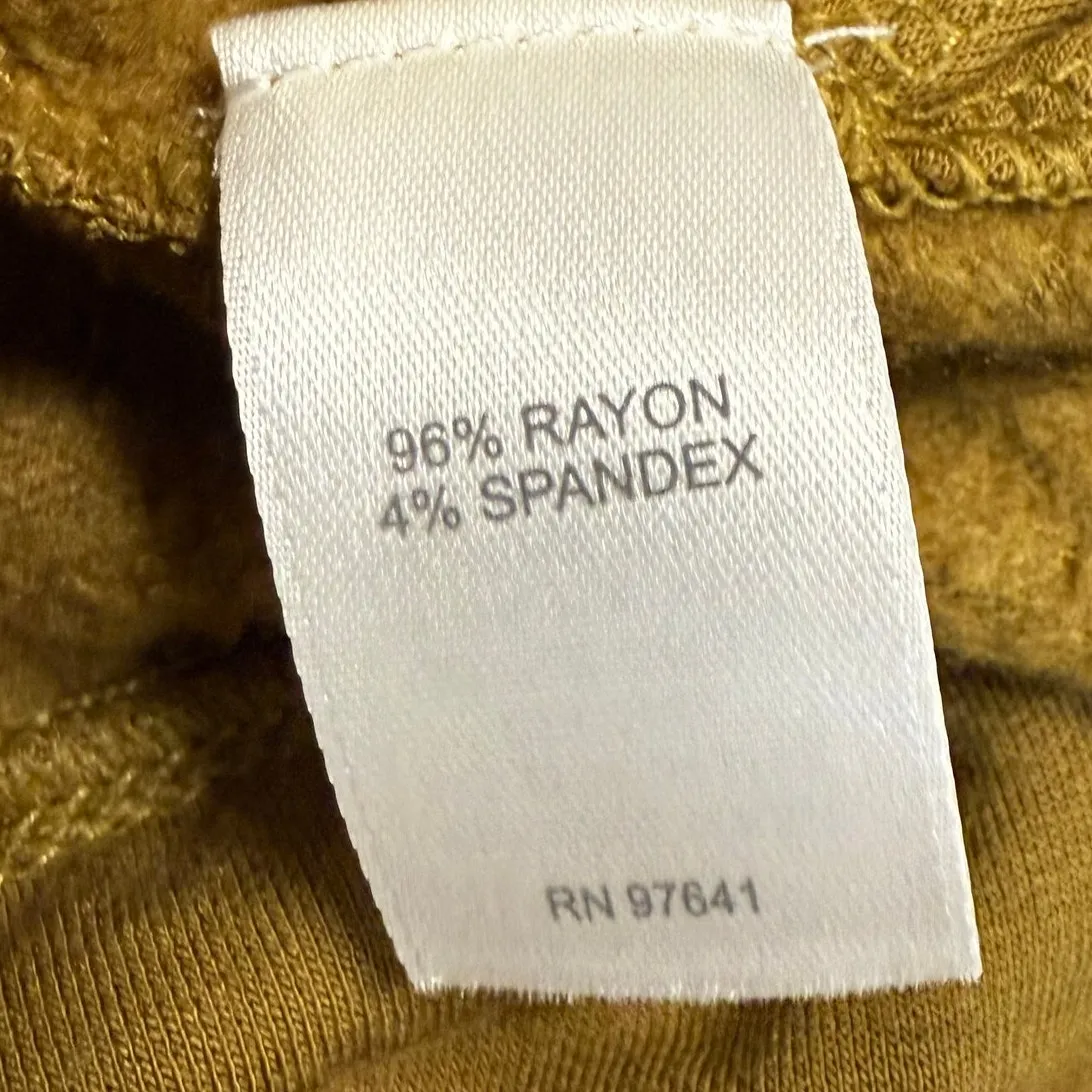 96% RAYON
4% SPANDEX
RN 97641